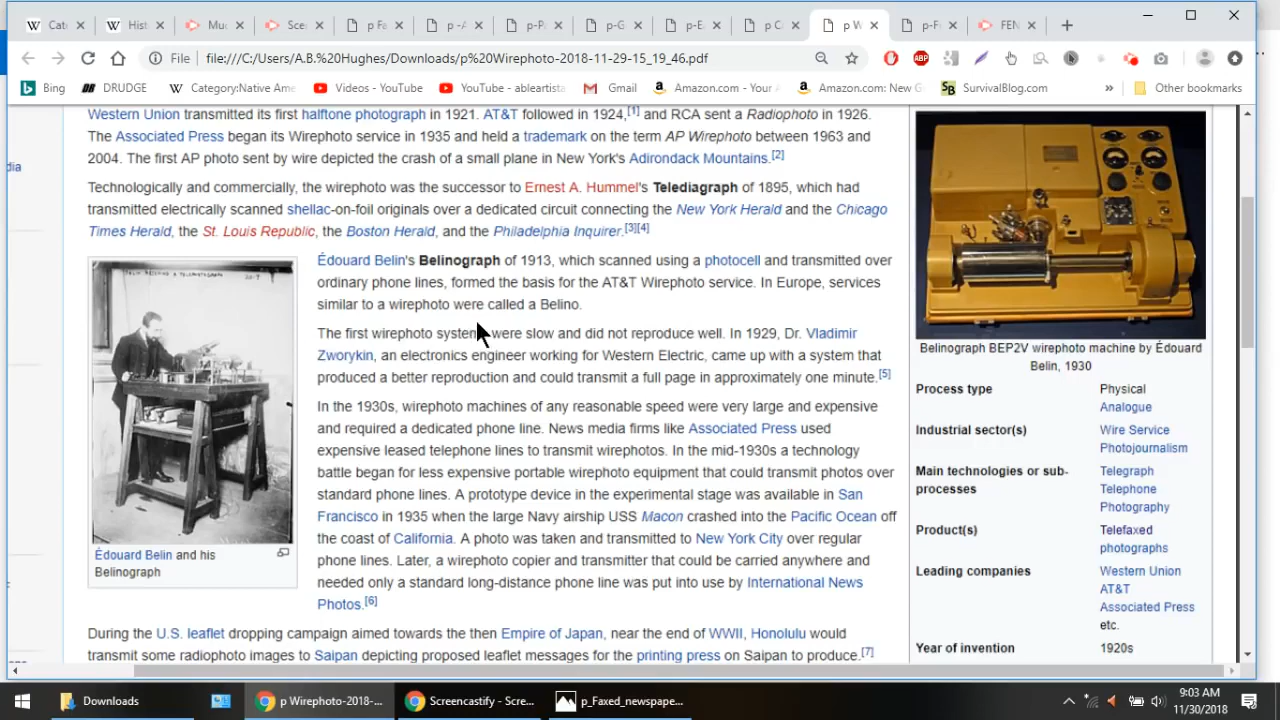 Cate
Hist
Muc
Sce
p Fa
p -A
p-Pu
p-G
p-E
p C
p W
p-F
FEN
File
file:///C:/Users/A.B.%20Hughes/Downloads/p%20Wirephoto-2018-11-29-15_19_46.pdf
ABP
Bing
DRUDGE
Category:Native Ame
Videos - YouTube
YouTube :: ableartist
Gmail
Amazon.com - Your A
Amazon.com: New G
SurvivalBlog.com
»
Other bookmarks
dia
Western Union transmitted its first halftone photograph in 1921. AT&T followed in 1924,[1] and RCA sent a Radiophoto in 1926.
The Associated Press began its Wirephoto service in 1935 and held a trademark on the term AP Wirephoto between 1963 and
2004. The first AP photo sent by wire depicted the crash of a small plane in New York's Adirondack Mountains.[2]
Technologically and commercially, the wirephoto was the successor to Ernest A. Hummel's Telediagraph of 1895, which had
transmitted electrically scanned shellac-on-foil originals over a dedicated circuit connecting the New York Herald and the Chicago
Times Herald, the St. Louis Republic, the Boston Herald, and the Philadelphia Inquirer.[3][4]
Édouard Belin's Belinograph of 1913, which scanned using a photocell and transmitted over
ordinary phone lines, formed the basis for the AT&T Wirephoto service. In Europe, services
similar to a wirephoto were called a Belino.
The first wirephoto system were slow and did not reproduce well. In 1929, Dr. Vladimir
Zworykin, an electronics engineer working for Western Electric, came up with a system that
produced a better reproduction and could transmit a full page in approximately one minute.[5]
In the 1930s, wirephoto machines of any reasonable speed were very large and expensive
and required a dedicated phone line. News media firms like Associated Press used
expensive leased telephone lines to transmit wirephotos. In the mid-1930s a technology
battle began for less expensive portable wirephoto equipment that could transmit photos over
standard phone lines. A prototype device in the experimental stage was available in San
Francisco in 1935 when the large Navy airship USS Macon crashed into the Pacific Ocean off
the coast of California. A photo was taken and transmitted to New York City over regular
phone lines. Later, a wirephoto copier and transmitter that could be carried anywhere and
needed only a standard long-distance phone line was put into use by International News
Photos.[6]
Édouard Belin and his
Belinograph
During the U.S. leaflet dropping campaign aimed towards the then Empire of Japan, near the end of WWII, Honolulu would
transmit some radiophoto images to Saipan depicting proposed leaflet messages for the printing press on Saipan to produce.[7]
Belinograph BEP2V wirephoto machine by Édouard
Belin, 1930
Process type
Physical
Analogue
Industrial sector(s)
Wire Service
Photojournalism
Main technologies or sub-
processes
Telegraph
Telephone
Photography
Product(s)
Telefaxed
photographs
Leading companies
Western Union
AT&T
Associated Press
etc.
Year of invention
1920s
Downloads
p Wirephoto-2018-...
Screencastify - Scre...
p_Faxed_newspape...
9:03 AM
11/30/2018